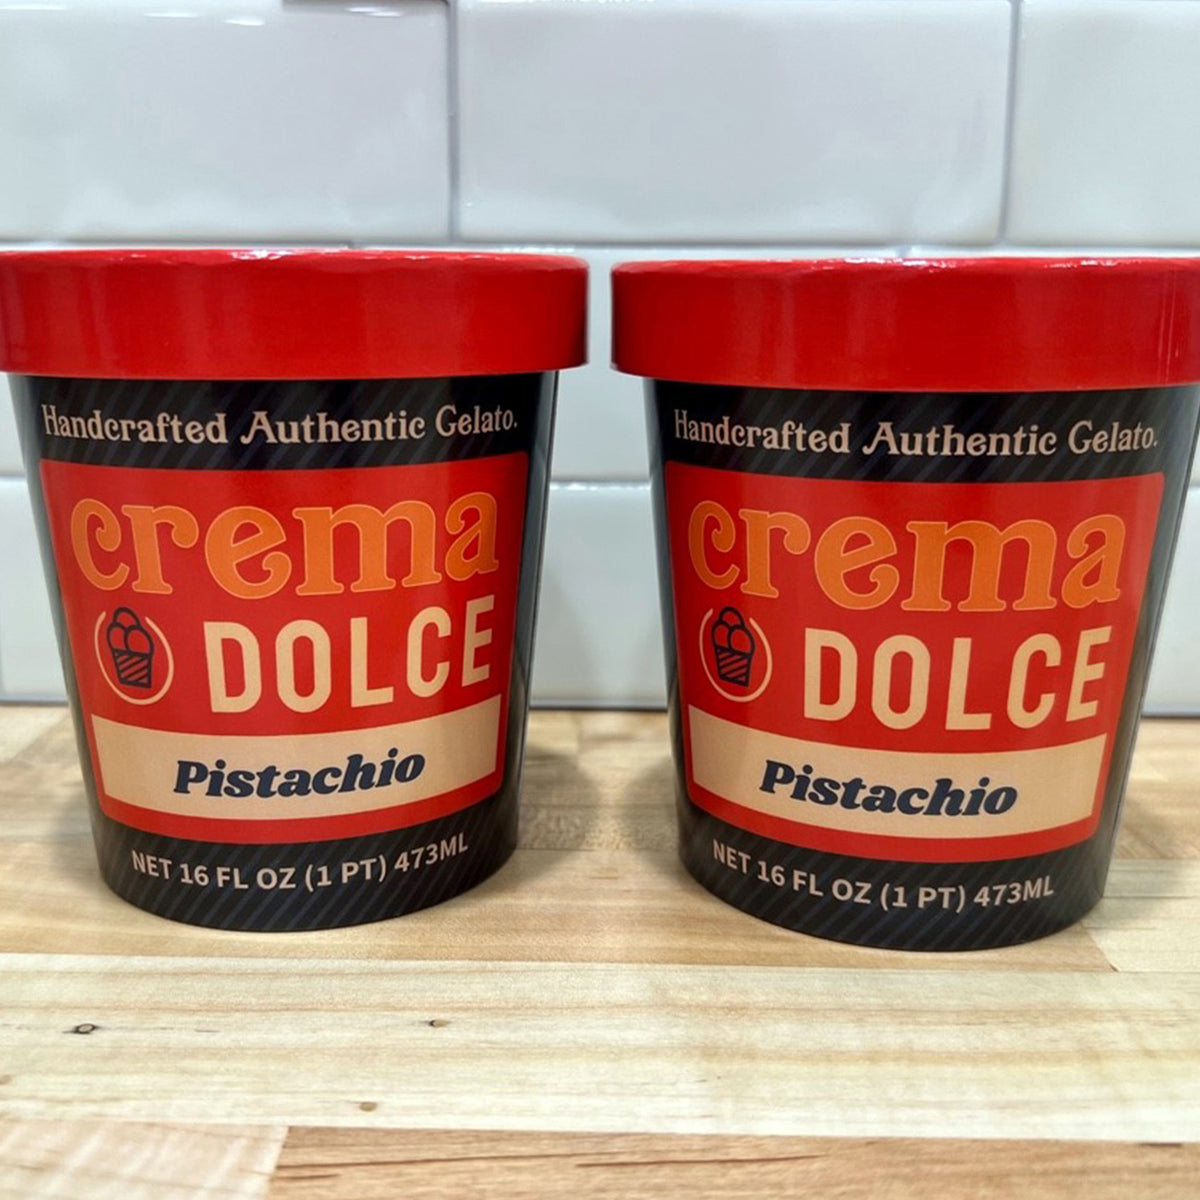 Handcrafted Authentic Gelato.
crema
DOLCE
Pistachio
NET 16 FL OZ (1 PT) 473ML
Handcrafted Authentic Gelato.
crema
DOLCE
Pistachio
NET 16 FL OZ (1 PT) 473ML